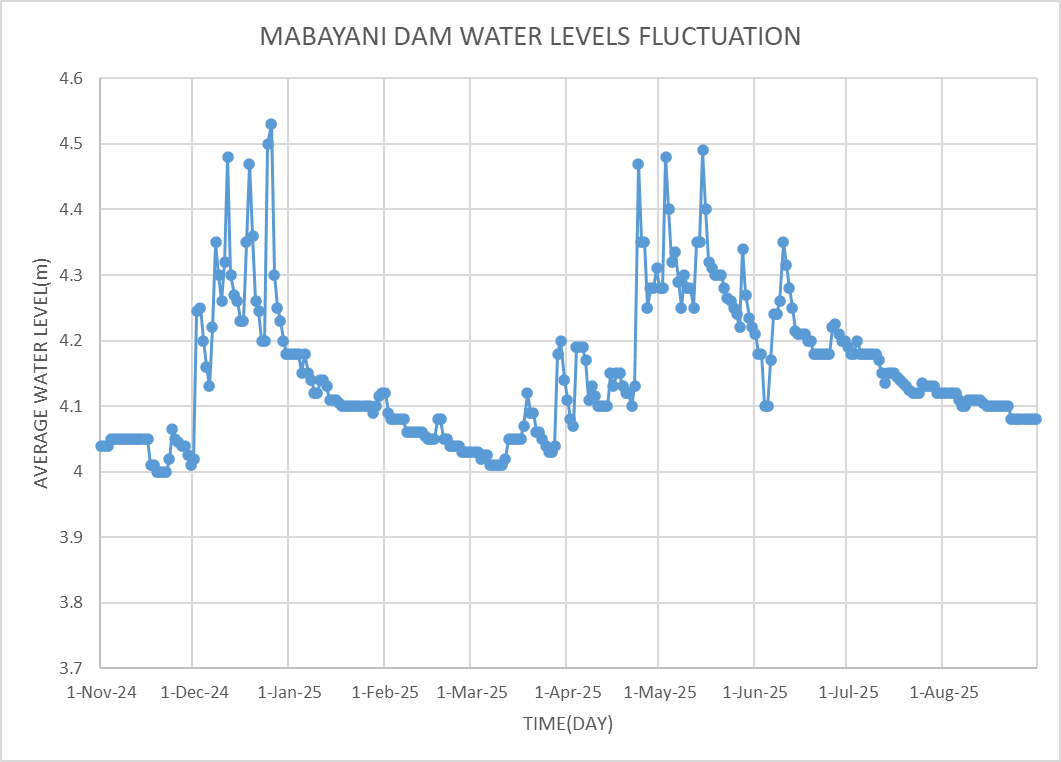 MABAYANI DAM WATER LEVELS FLUCTUATION
AVERAGE WATER LEVEL(m)
4.6
4.5
4.4
4.3
4.2
4.1
4
3.9
3.8
3.7
1-Nov-24 1-Dec-24 1-Jan-25 1-Feb-25 1-Mar-25 1-Apr-25 1-May-25 1-Jun-25 1-Jul-25 1-Aug-25
TIME(DAY)